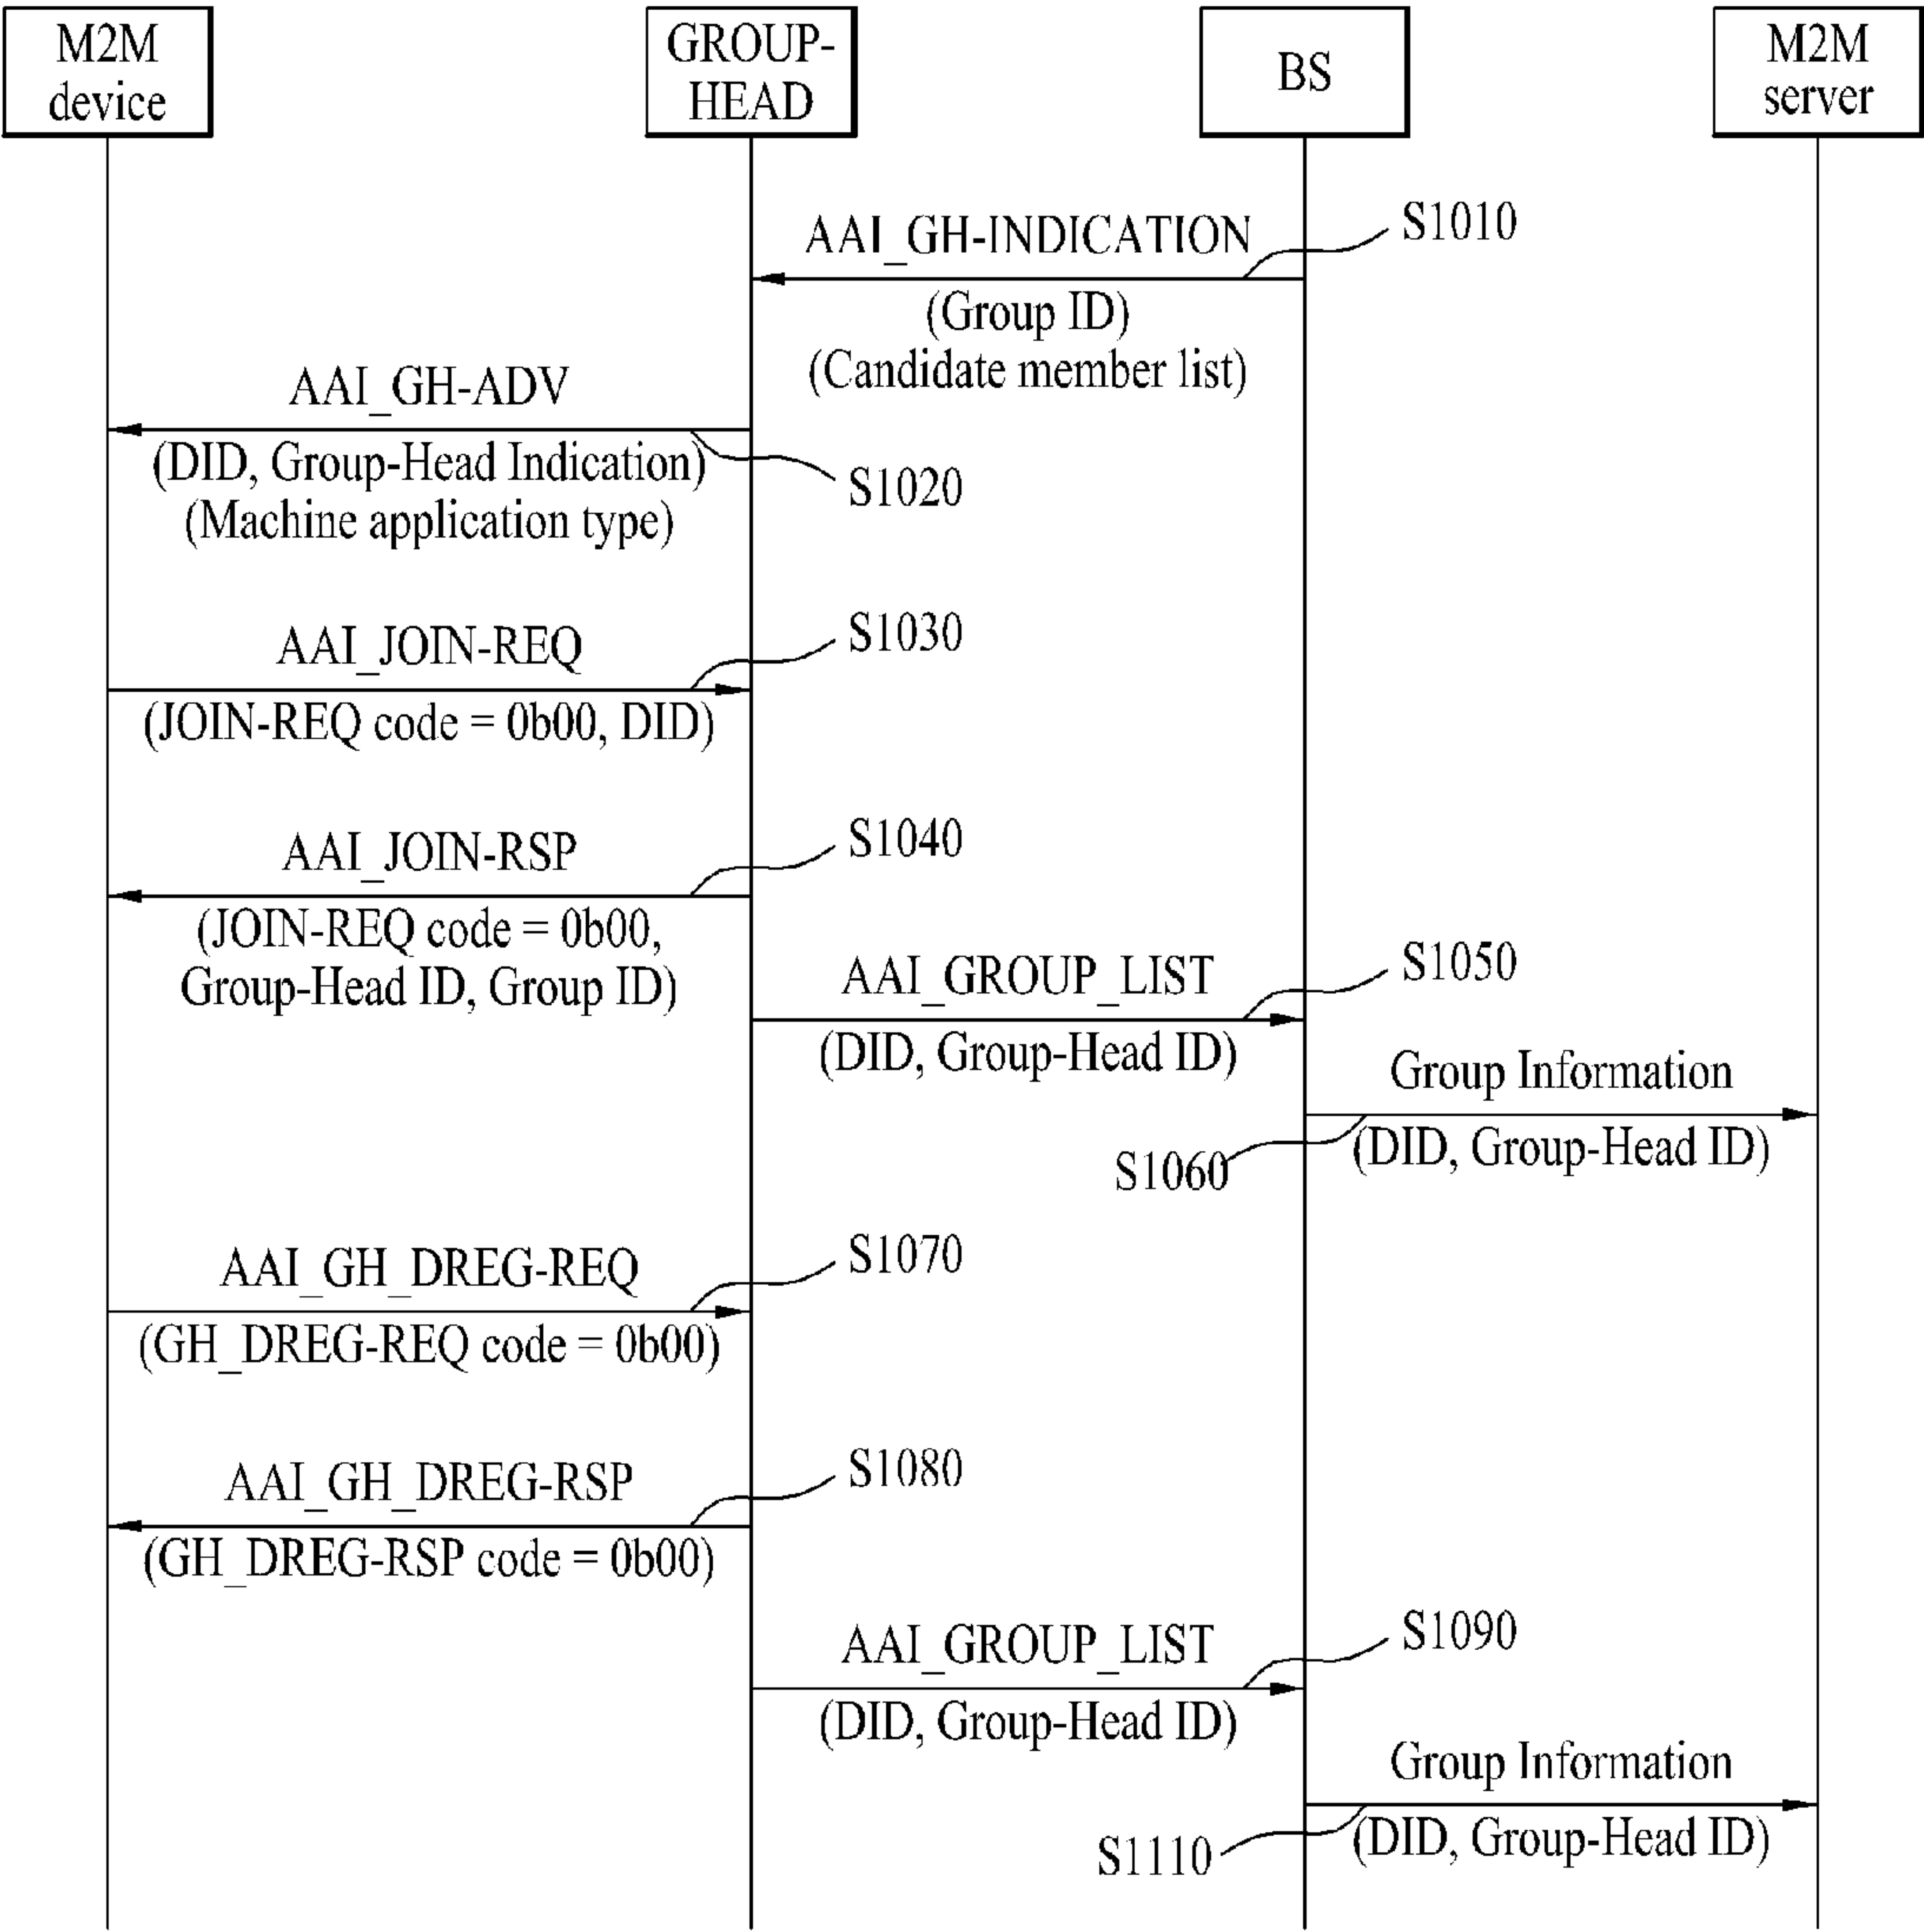 M2M
device
GROUP-
HEAD
BS
M2M
server
S1010
AAI_GH-INDICATION
(Group ID)
(Candidate member list)
AAI_GH-ADV
(DID, Group-Head Indication)
S1020
(Machine application type)
S1030
AAI_JOIN-REQ
(JOIN-REQ code = 0b00, DID)
S1040
AAI_JOIN-RSP
(JOIN-REQ code = 0b00,
Group-Head ID, Group ID)
S1050
AAI_GROUP_LIST
(DID, Group-Head ID)
Group Information
(DID, Group-Head ID)
S1060
S1070
AAI_GH_DREG-REQ
(GH_DREG-REQ code = 0b00)
S1080
AAI_GH_DREG-RSP
(GH_DREG-RSP code = 0b00)
S1090
AAI_GROUP_LIST
(DID, Group-Head ID)
Group Information
(DID, Group-Head ID)
S1110